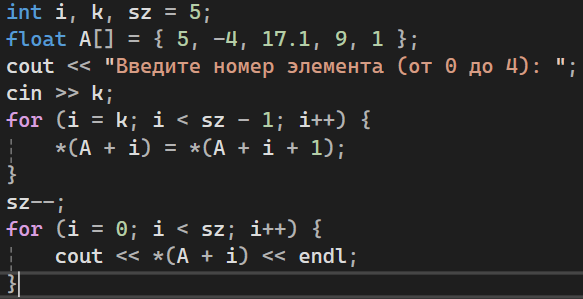 int i, k, sz = 5;
float A[] = { 5, -4, 17.1, 9, 1 };
cout << "Введите номер элемента (от 0 до 4): ";
cin >> k;
for (i = k; i < sz - 1; i++) {
    *(A + i) = *(A + i + 1);
}
sz--;
for (i = 0; i < sz; i++) {
    cout << *(A + i) << endl;
}